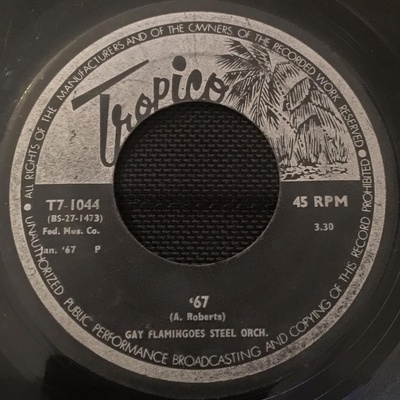 ALL RIGHTS OF THE MANUFACTURERS AND OF THE OWNERS OF THE RECORDED WORK RESERVED •
UNAUTHORIZED PUBLIC PERFORMANCE BROADCASTING AND COPYING OF THIS RECORD PROHIBITED •
Tropico
T7-1044
45 RPM
(BS-27-1473)
Fed. Mus. Co.
3.30
Jan. '67 P
'67
(A. Roberts)
GAY FLAMINGOES STEEL ORCH.